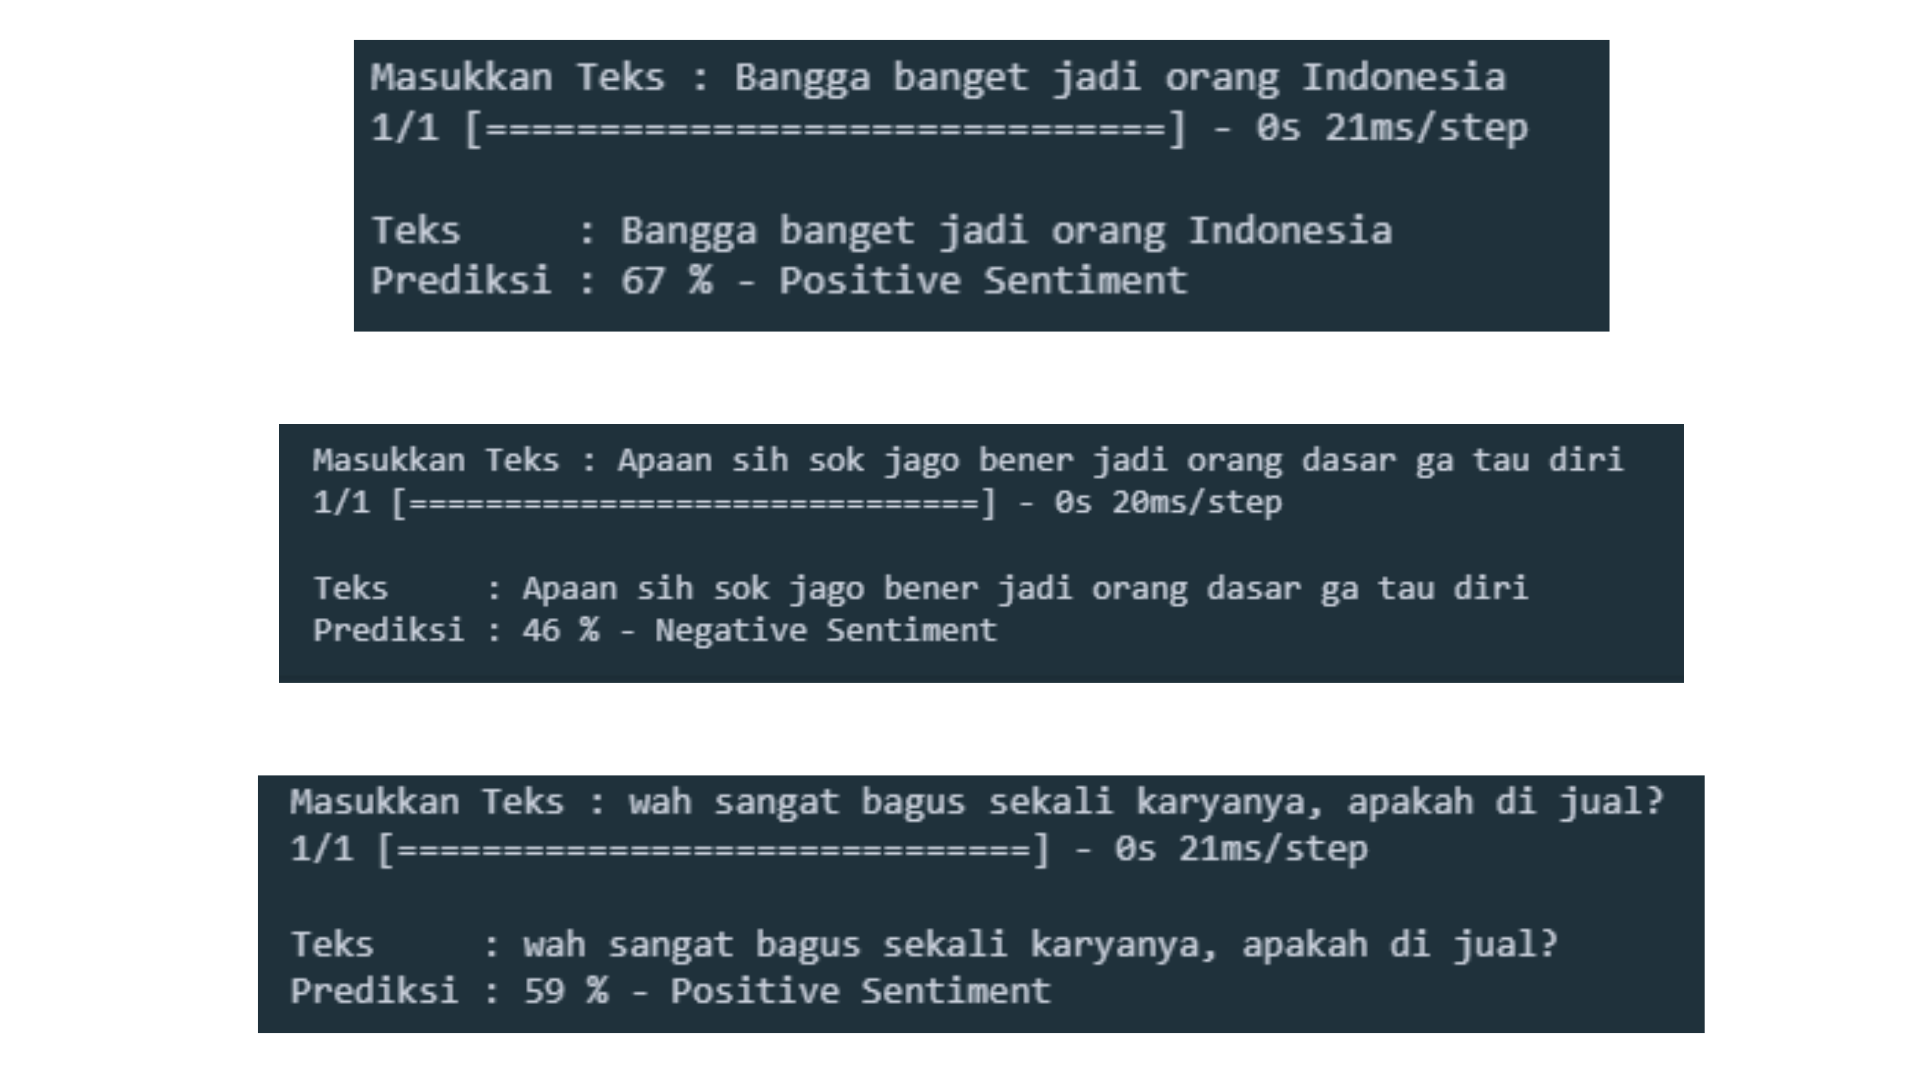 Masukkan Teks : Bangga banget jadi orang Indonesia
1/1 [==============================] - 0s 21ms/step
Teks     : Bangga banget jadi orang Indonesia
Prediksi : 67 % - Positive Sentiment
Masukkan Teks : Apaan sih sok jago bener jadi orang dasar ga tau diri
1/1 [==============================] - 0s 20ms/step
Teks     : Apaan sih sok jago bener jadi orang dasar ga tau diri
Prediksi : 46 % - Negative Sentiment
Masukkan Teks : wah sangat bagus sekali karyanya, apakah di jual?
1/1 [==============================] - 0s 21ms/step
Teks     : wah sangat bagus sekali karyanya, apakah di jual?
Prediksi : 59 % - Positive Sentiment